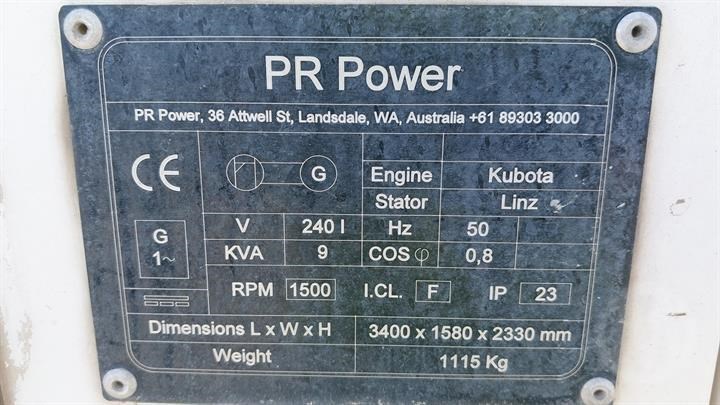 PR Power
PR Power, 36 Attwell St, Landsdale, WA, Australia +61 89303 3000
CE
G
Engine Kubota
Stator Linz
G
1~
V 240 I Hz 50
KVA 9 COS φ 0,8
RPM 1500 I.CL. F IP 23
Dimensions L x W x H 3400 x 1580 x 2330 mm
Weight 1115 Kg